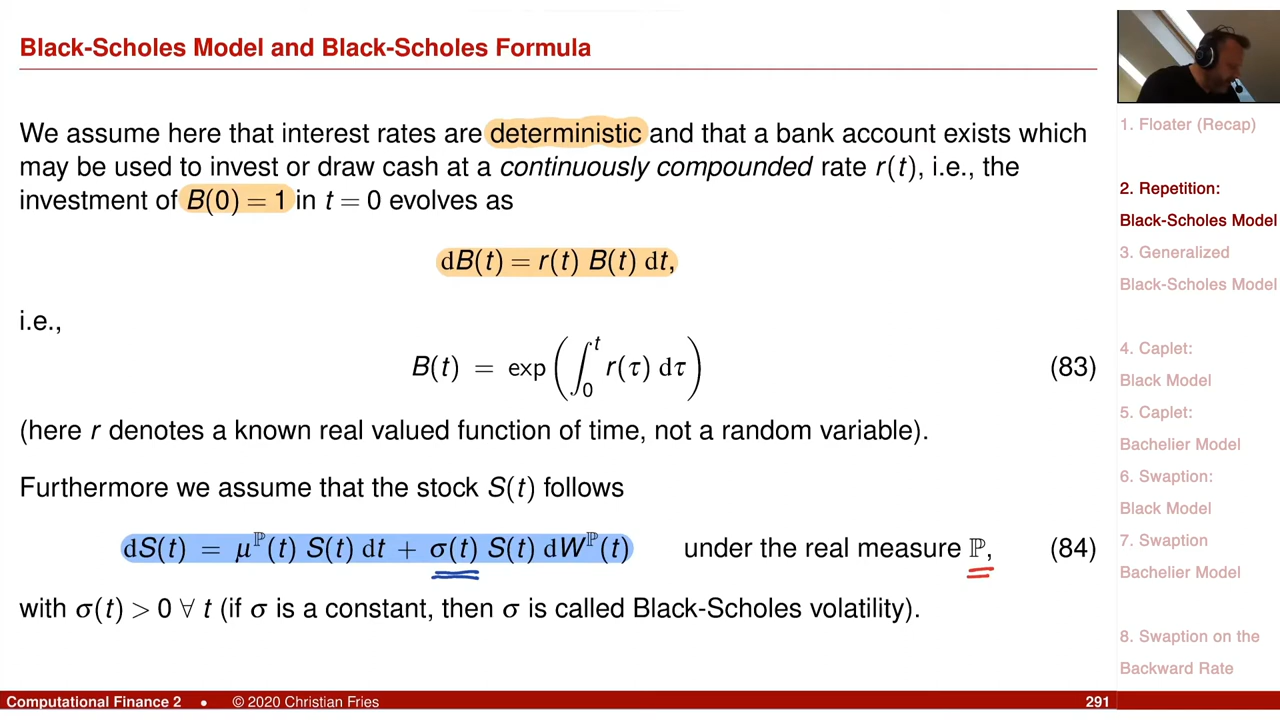 Black-Scholes Model and Black-Scholes Formula
We assume here that interest rates are deterministic and that a bank account exists which
may be used to invest or draw cash at a continuously compounded rate r(t), i.e., the
investment of B(0) = 1 in t = 0 evolves as
dB(t) = r(t) B(t) dt,
i.e.,
B(t) = exp(∫₀ᵗ r(τ) dτ) (83)
(here r denotes a known real valued function of time, not a random variable).
Furthermore we assume that the stock S(t) follows
dS(t) = μ^ℙ(t) S(t) dt + σ(t) S(t) dW^ℙ(t) under the real measure ℙ, (84)
with σ(t) > 0 ∀ t (if σ is a constant, then σ is called Black-Scholes volatility).
1. Floater (Recap)
2. Repetition:
Black-Scholes Model
3. Generalized
Black-Scholes Model
4. Caplet:
Black Model
5. Caplet:
Bachelier Model
6. Swaption:
Black Model
7. Swaption
Bachelier Model
8. Swaption on the
Backward Rate
Computational Finance 2 • © 2020 Christian Fries 291